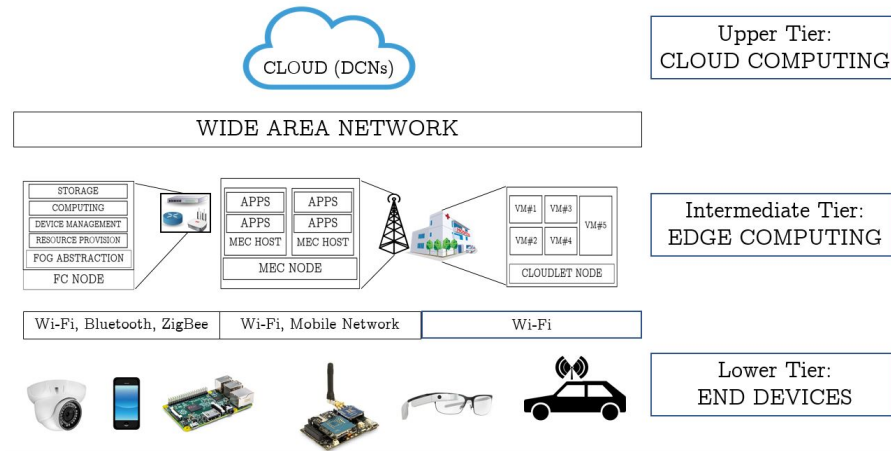 CLOUD (DCNs)
Upper Tier:
CLOUD COMPUTING
WIDE AREA NETWORK
STORAGE
COMPUTING
DEVICE MANAGEMENT
RESOURCE PROVISION
FOG ABSTRACTION
FC NODE
APPS
APPS
MEC HOST
APPS
APPS
MEC HOST
MEC NODE
VM#1
VM#3
VM#2
VM#4
VM#5
CLOUDLET NODE
Intermediate Tier:
EDGE COMPUTING
Wi-Fi, Bluetooth, ZigBee
Wi-Fi, Mobile Network
Wi-Fi
Lower Tier:
END DEVICES